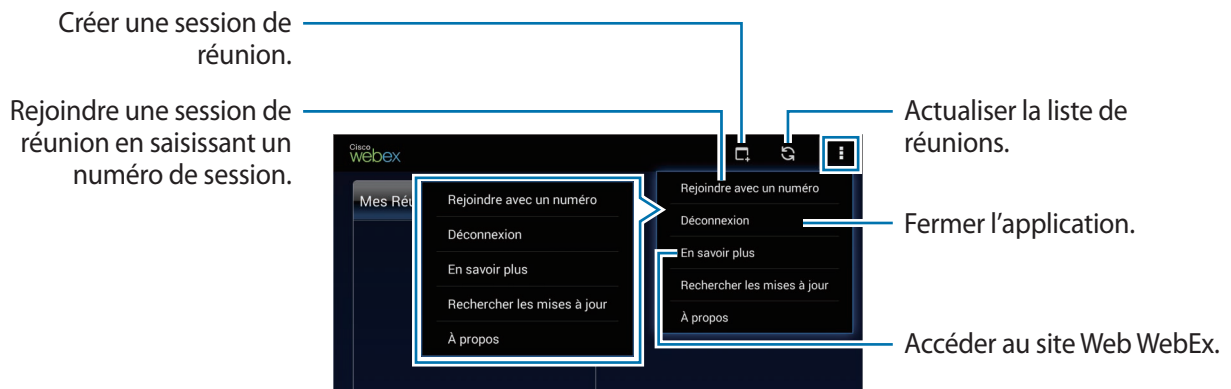 Créer une session de
réunion.
Rejoindre une session de
réunion en saisissant un
numéro de session.
Actualiser la liste de
réunions.
Fermer l'application.
Accéder au site Web WebEx.
Cisco
webex
Mes Réu
Rejoindre avec un numéro
Déconnexion
En savoir plus
Rechercher les mises à jour
À propos
Rejoindre avec un numéro
Déconnexion
En savoir plus
Rechercher les mises à jour
À propos